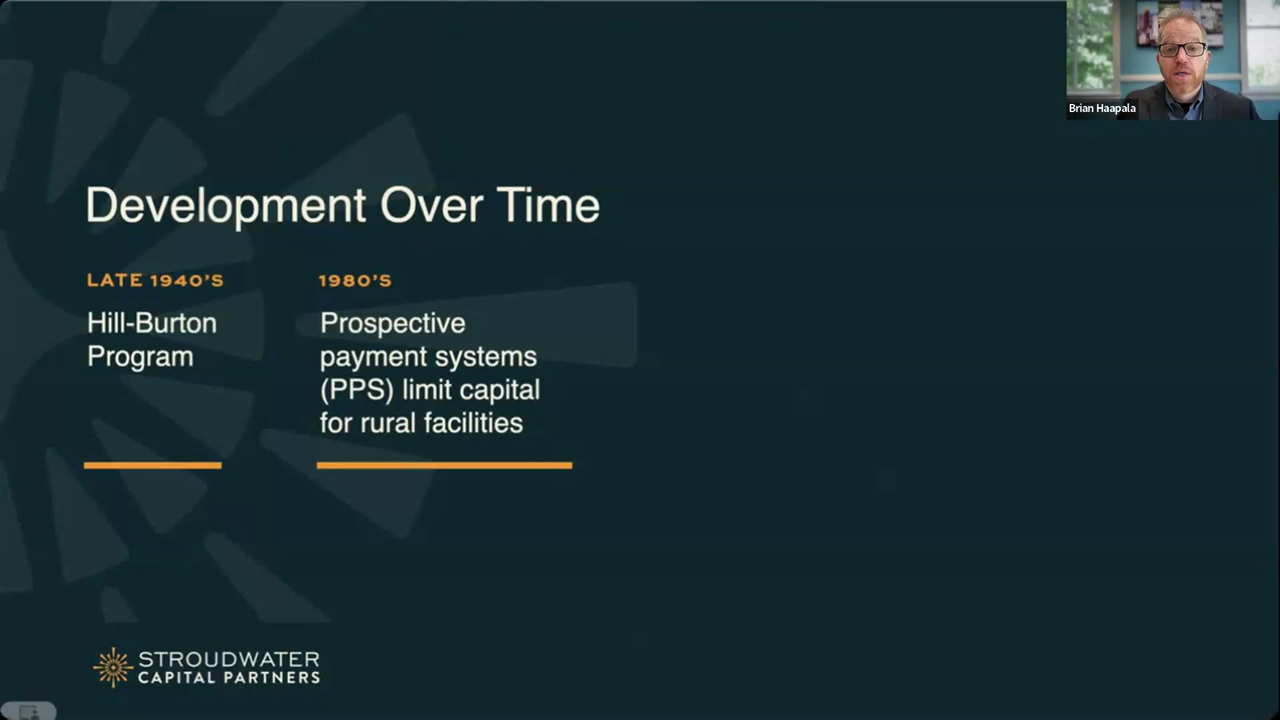 Brian Haapala
Development Over Time
LATE 1940'S
Hill-Burton
Program
1980'S
Prospective
payment systems
(PPS) limit capital
for rural facilities
STROUDWATER
CAPITAL PARTNERS